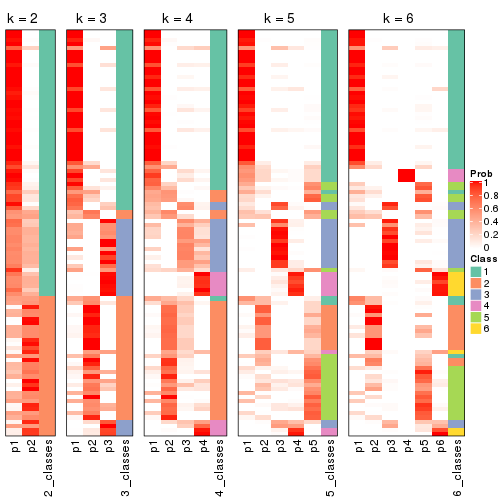 k = 2
k = 3
k = 4
k = 5
k = 6
p1
p2
2_classes
p1
p2
p3
3_classes
p1
p2
p3
p4
4_classes
p1
p2
p3
p4
p5
5_classes
p1
p2
p3
p4
p5
p6
6_classes
Prob
1
0.8
0.6
0.4
0.2
0
Class
1
2
3
4
5
6